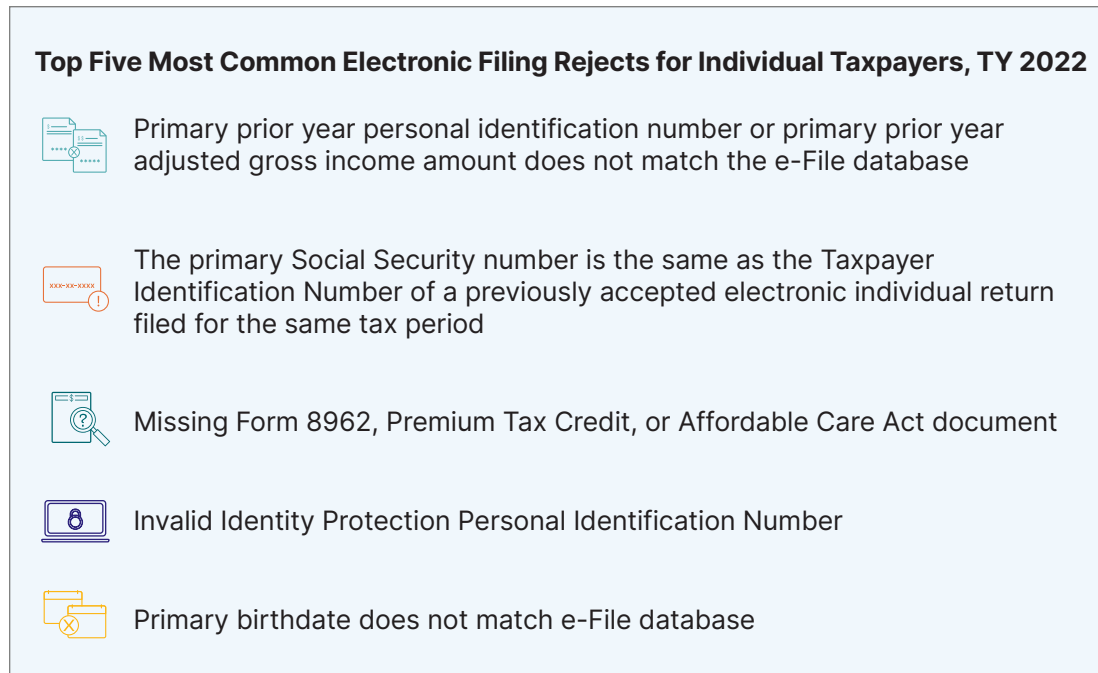 Top Five Most Common Electronic Filing Rejects for Individual Taxpayers, TY 2022
Primary prior year personal identification number or primary prior year
adjusted gross income amount does not match the e-File database
xxx-xx-xxxx
The primary Social Security number is the same as the Taxpayer
Identification Number of a previously accepted electronic individual return
filed for the same tax period
Missing Form 8962, Premium Tax Credit, or Affordable Care Act document
Invalid Identity Protection Personal Identification Number
Primary birthdate does not match e-File database